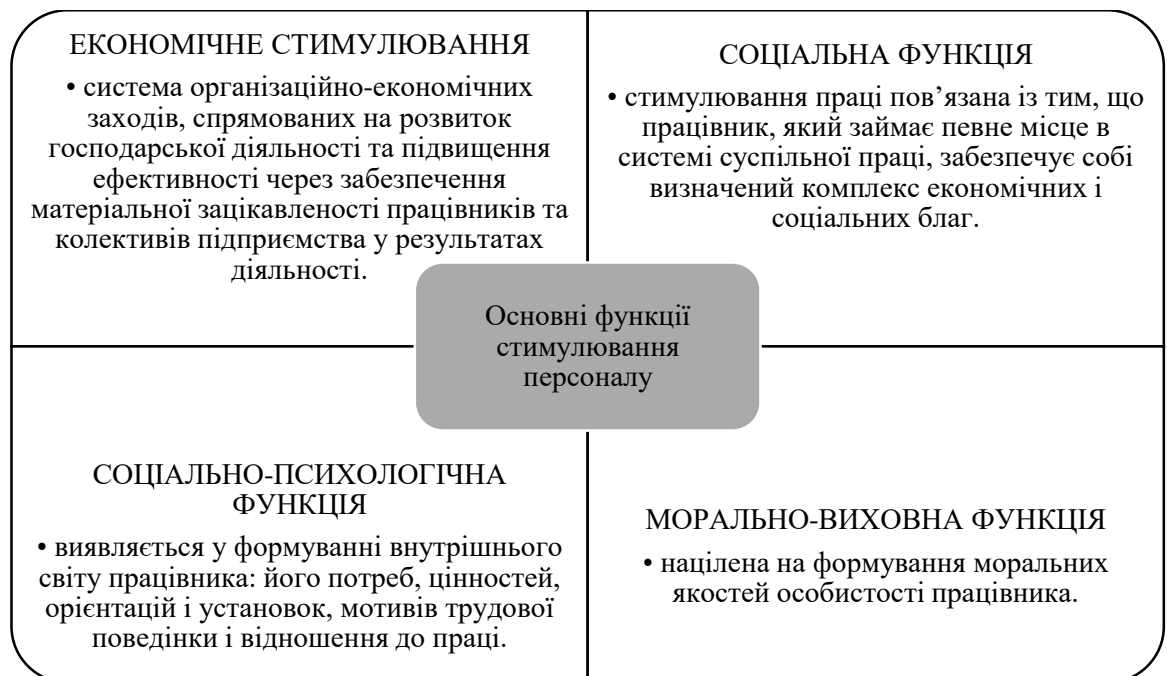 ЕКОНОМІЧНЕ СТИМУЛЮВАННЯ
• система організаційно-економічних
заходів, спрямованих на розвиток
господарської діяльності та підвищення
ефективності через забезпечення
матеріальної зацікавленості працівників та
колективів підприємства у результатах
діяльності.
СОЦІАЛЬНА ФУНКЦІЯ
• стимулювання праці пов’язана із тим, що
працівник, який займає певне місце в
системі суспільної праці, забезпечує собі
визначений комплекс економічних і
соціальних благ.
Основні функції
стимулювання
персоналу
СОЦІАЛЬНО-ПСИХОЛОГІЧНА
ФУНКЦІЯ
• виявляється у формуванні внутрішнього
світу працівника: його потреб, цінностей,
орієнтацій і установок, мотивів трудової
поведінки і відношення до праці.
МОРАЛЬНО-ВИХОВНА ФУНКЦІЯ
• націлена на формування моральних
якостей особистості працівника.